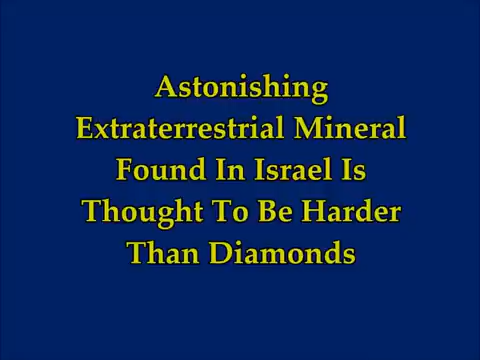 Astonishing
Extraterrestrial Mineral
Found In Israel Is
Thought To Be Harder
Than Diamonds